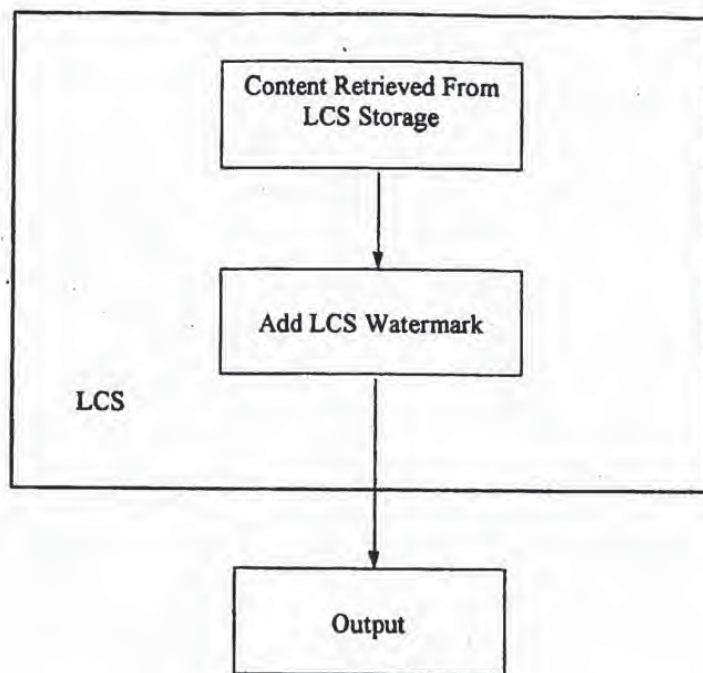 Content Retrieved From
LCS Storage
Add LCS Watermark
LCS
Output